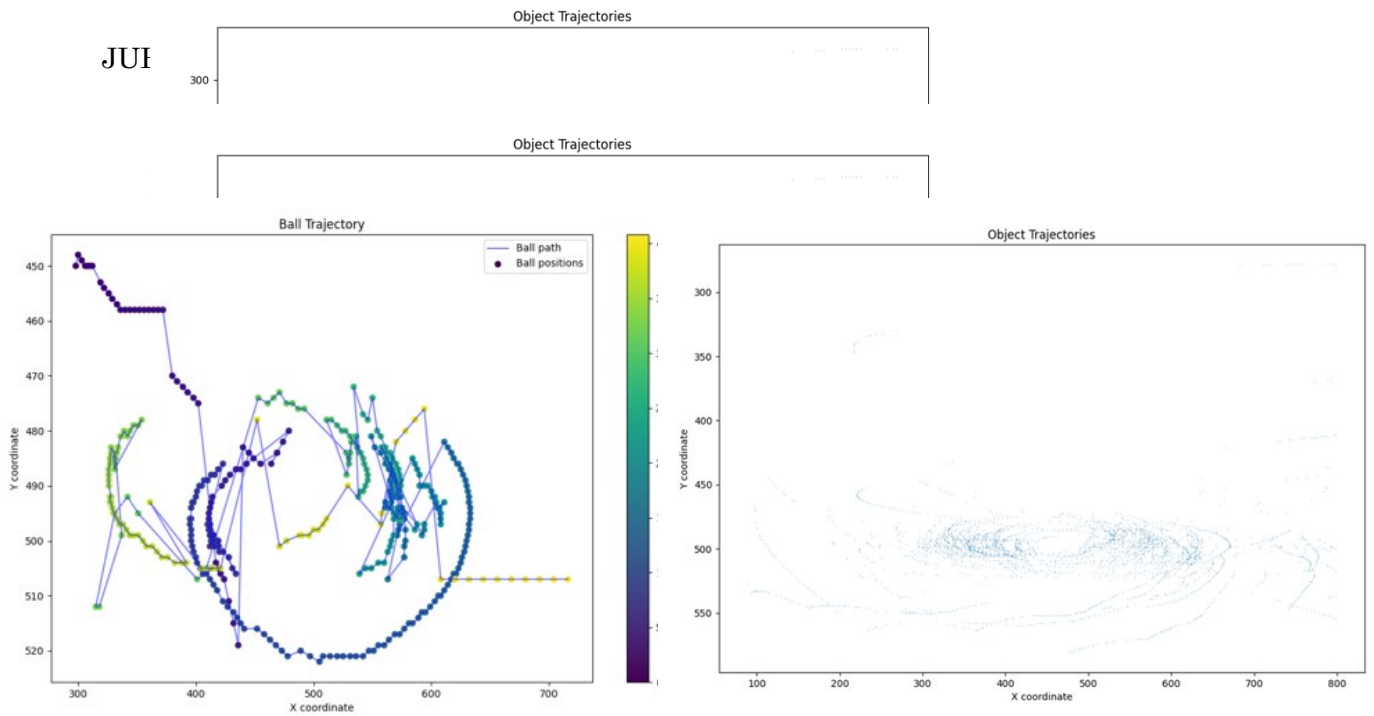 Object Trajectories
300
Object Trajectories
Ball Trajectory
Ball path
Ball positions
450
460
470
480
490
500
510
520
Y coordinate
300 400 500 600 700
X coordinate
Object Trajectories
300
350
400
450
500
550
Y coordinate
100 200 300 400 500 600 700 800
X coordinate